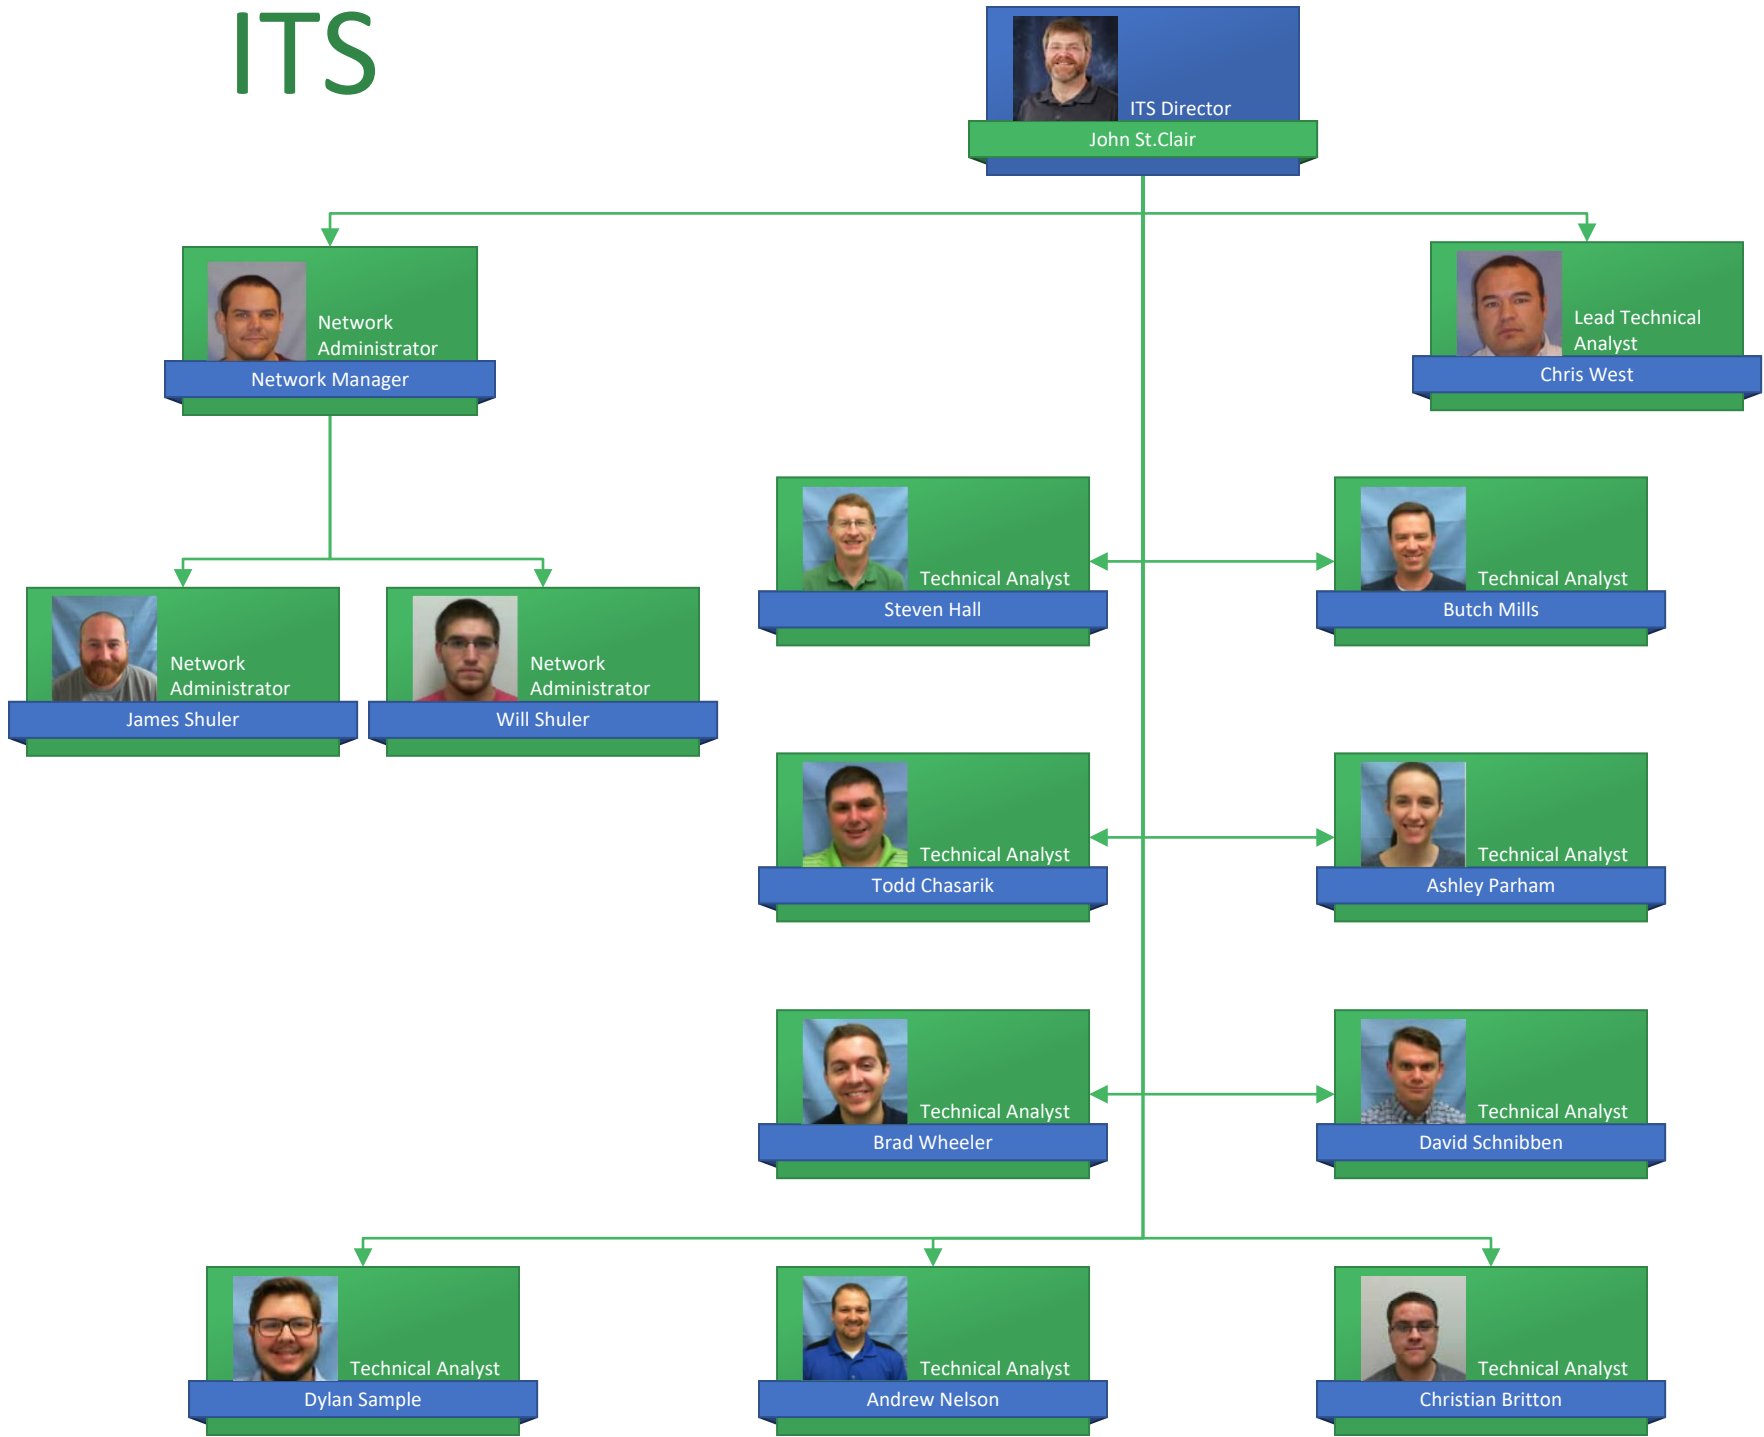 ITS
ITS Director
John St.Clair
Network
Administrator
Network Manager
Lead Technical
Analyst
Chris West
Technical Analyst
Steven Hall
Technical Analyst
Butch Mills
Network
Administrator
James Shuler
Network
Administrator
Will Shuler
Technical Analyst
Todd Chasarik
Technical Analyst
Ashley Parham
Technical Analyst
Brad Wheeler
Technical Analyst
David Schnibben
Technical Analyst
Dylan Sample
Technical Analyst
Andrew Nelson
Technical Analyst
Christian Britton